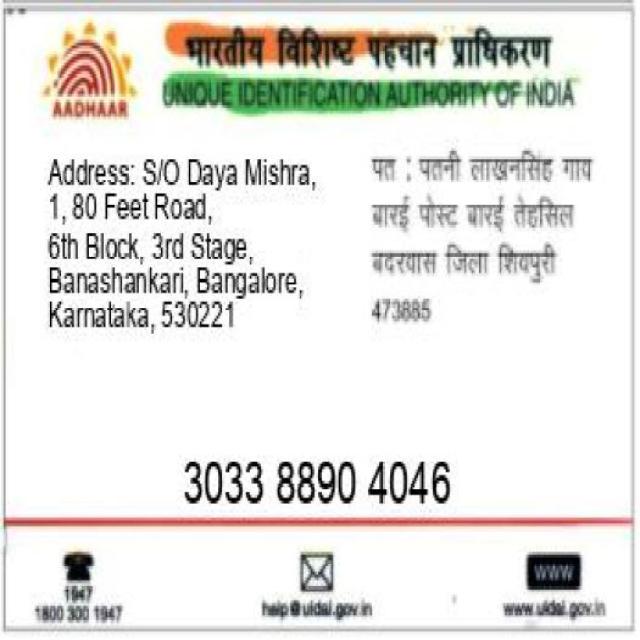 भारतीय विशिष्ट पहचान प्राधिकरण
AADHAAR
UNIQUE IDENTIFICATION AUTHORITY OF INDIA
Address: S/O Daya Mishra,
1, 80 Feet Road,
6th Block, 3rd Stage,
Banashankari, Bangalore,
Karnataka, 530221
पत : पतनी लाखनसिंह गाव
बारई पोस्ट बारई तेहसिल
बदरवास जिला शिवपुरी
473885
3033 8890 4046
1947
1800 300 1947
help@uidai.gov.in
WWW
www.uidai.gov.in